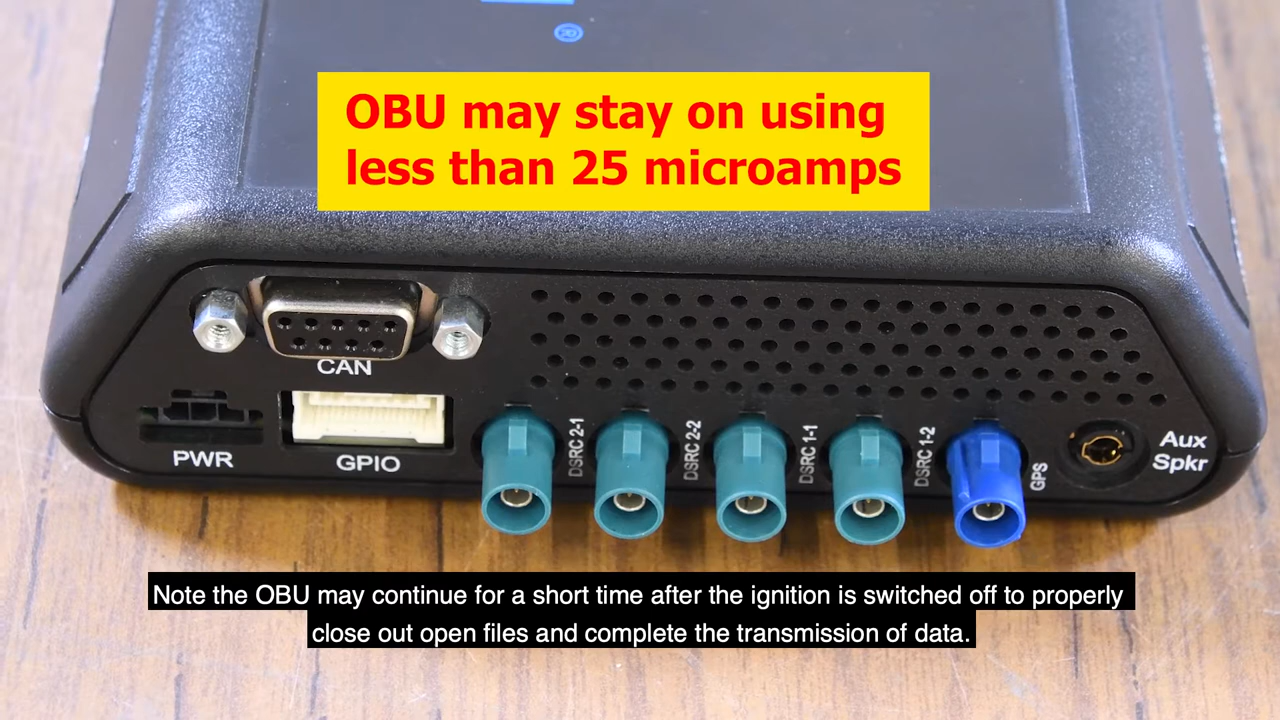 ®
OBU may stay on using
less than 25 microamps
CAN
PWR
GPIO
DSRC 2-1
DSRC 2-2
DSRC 1-1
DSRC 1-2
GPS
Aux
Spkr
Note the OBU may continue for a short time after the ignition is switched off to properly
close out open files and complete the transmission of data.